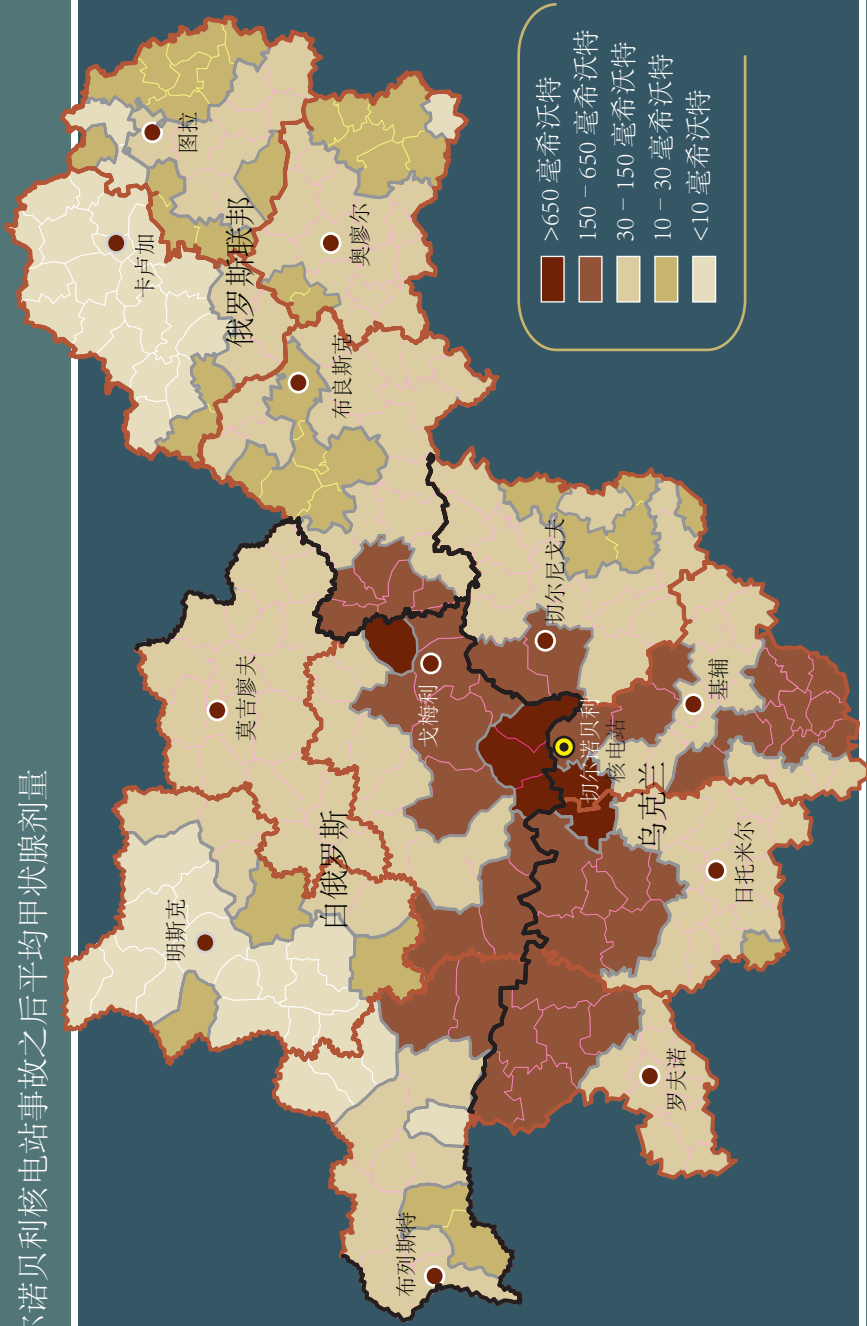 尔诺贝利核电站事故之后平均甲状腺剂量
图拉
卡卢加
俄罗斯联邦
奥廖尔
布良斯克
>650 毫希沃特
150–650 毫希沃特
30–150 毫希沃特
10–30 毫希沃特
<10 毫希沃特
莫吉廖夫
戈梅利
切尔尼戈夫
切尔诺贝利
核电站
基辅
乌克兰
白俄罗斯
明斯克
日托米尔
罗夫诺
布列斯特